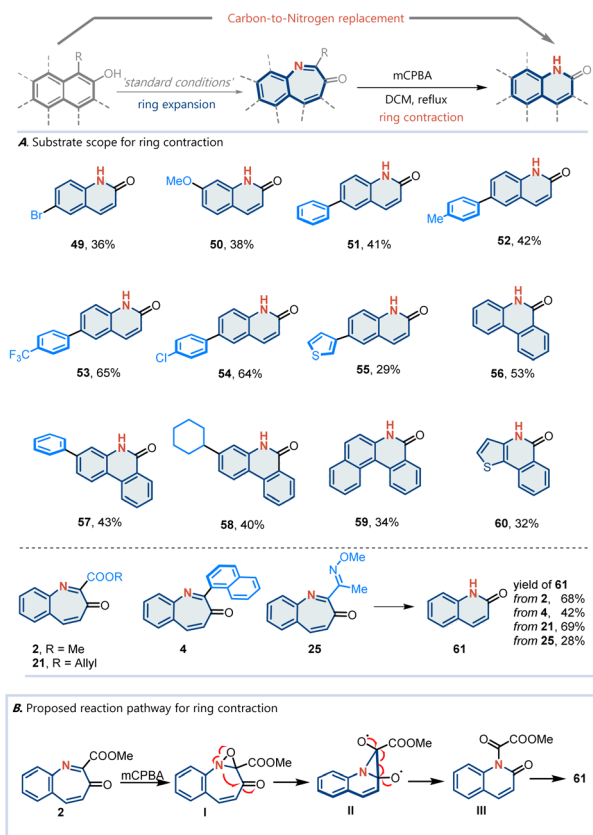 Carbon-to-Nitrogen replacement
R
OH
'standard conditions'
ring expansion
N
R
O
mCPBA
DCM, reflux
ring contraction
H
N
O
A. Substrate scope for ring contraction
H
N
O
Br
49, 36%
MeO
H
N
O
50, 38%
H
N
O
51, 41%
H
N
O
Me
52, 42%
H
N
O
F3C
53, 65%
H
N
O
Cl
54, 64%
H
N
O
S
55, 29%
H
N
O
56, 53%
H
N
O
57, 43%
H
N
O
58, 40%
H
N
O
59, 34%
H
N
O
S
60, 32%
COOR
N
O
2, R = Me
21, R = Allyl
N
O
4
OMe
N
Me
N
O
25
H
N
O
61
yield of 61
from 2, 68%
from 4, 42%
from 21, 69%
from 25, 28%
B. Proposed reaction pathway for ring contraction
N
COOMe
O
2
mCPBA
O
N
COOMe
O
I
O
COOMe
N
O
II
O
COOMe
N
O
III
61